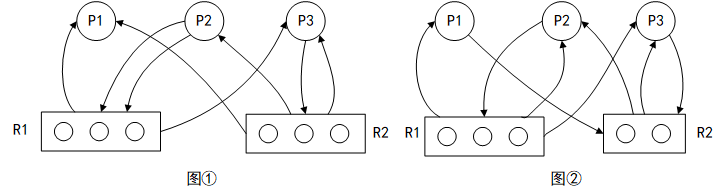 P1 P2 P3 P1 P2 P3
R1 R2 R1 R2
图① 图②